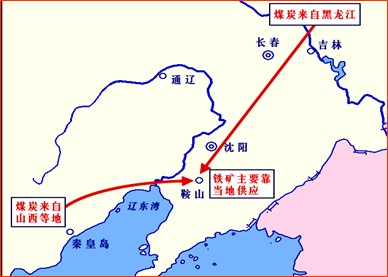 煤炭来自黑龙江
长春
吉林
通辽
沈阳
铁矿主要靠
当地供应
鞍山
煤炭来自
山西等地
辽东湾
秦皇岛